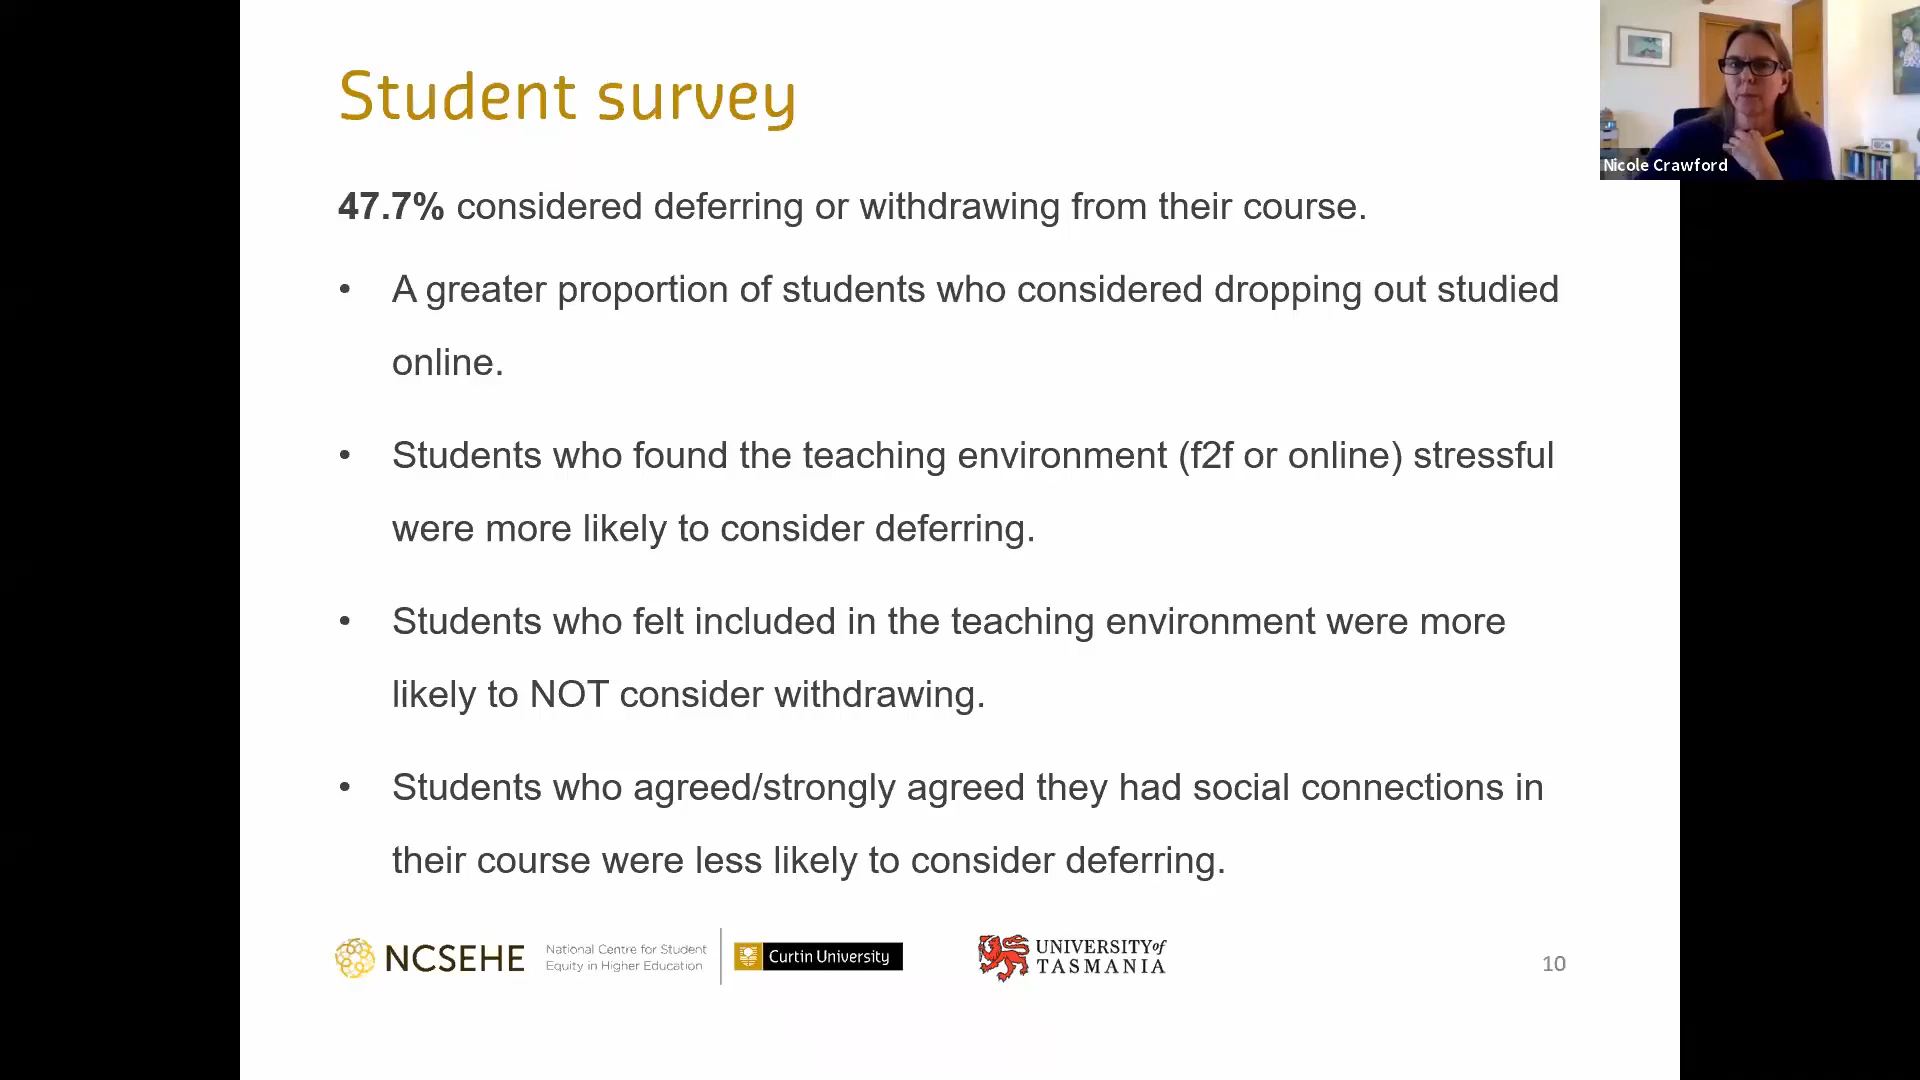 Student survey
Nicole Crawford
47.7% considered deferring or withdrawing from their course.
• A greater proportion of students who considered dropping out studied
online.
• Students who found the teaching environment (f2f or online) stressful
were more likely to consider deferring.
• Students who felt included in the teaching environment were more
likely to NOT consider withdrawing.
• Students who agreed/strongly agreed they had social connections in
their course were less likely to consider deferring.
NCSEHE
National Centre for Student
Equity in Higher Education
Curtin University
UNIVERSITY of
TASMANIA
10